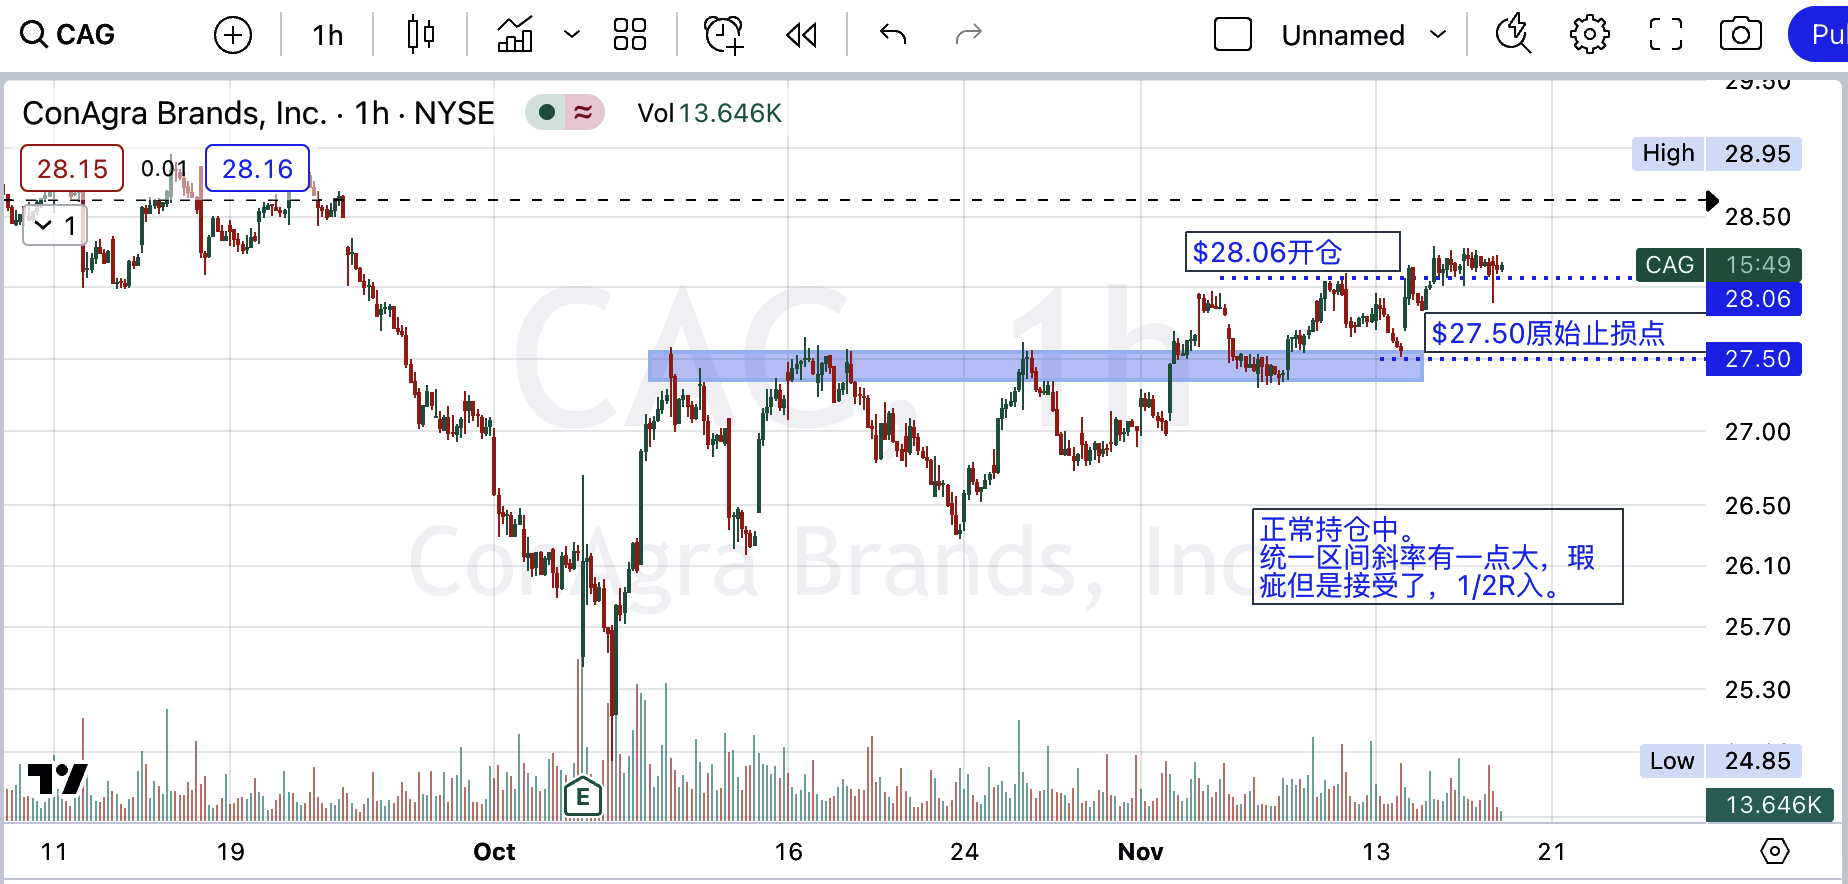 CAG 1h Unnamed Pu
ConAgra Brands, Inc. · 1h · NYSE ≈ Vol 13.646K
28.15 0.01 28.16
1
CAG, 1h
ConAgra Brands, Inc
29.50
High 28.95
28.50
CAG 15:49
28.06
27.50
27.00
26.50
26.10
25.70
25.30
Low 24.85
13.646K
$28.06开仓
$27.50原始止损点
正常持仓中。
统一区间斜率有一点大，瑕
疵但是接受了，1/2R入。
E
11 19 Oct 16 24 Nov 13 21